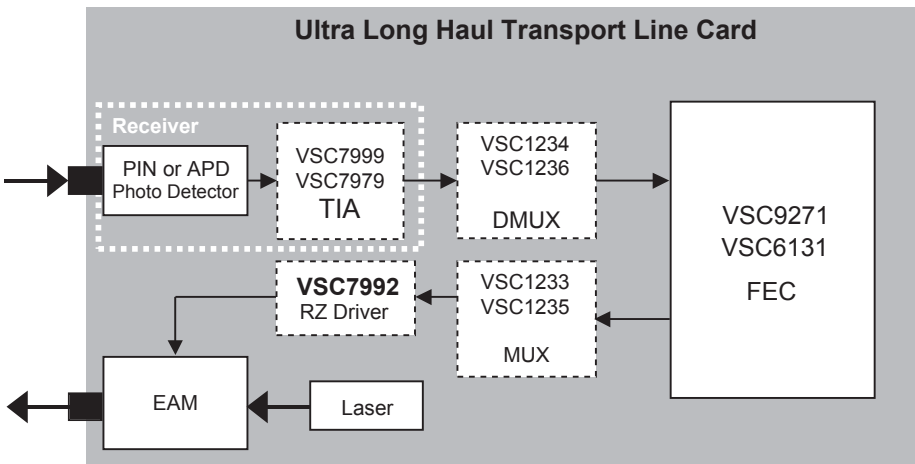 Ultra Long Haul Transport Line Card
Receiver
PIN or APD
Photo Detector
VSC7999
VSC7979
TIA
VSC1234
VSC1236
DMUX
VSC9271
VSC6131
FEC
VSC7992
RZ Driver
VSC1233
VSC1235
MUX
EAM
Laser